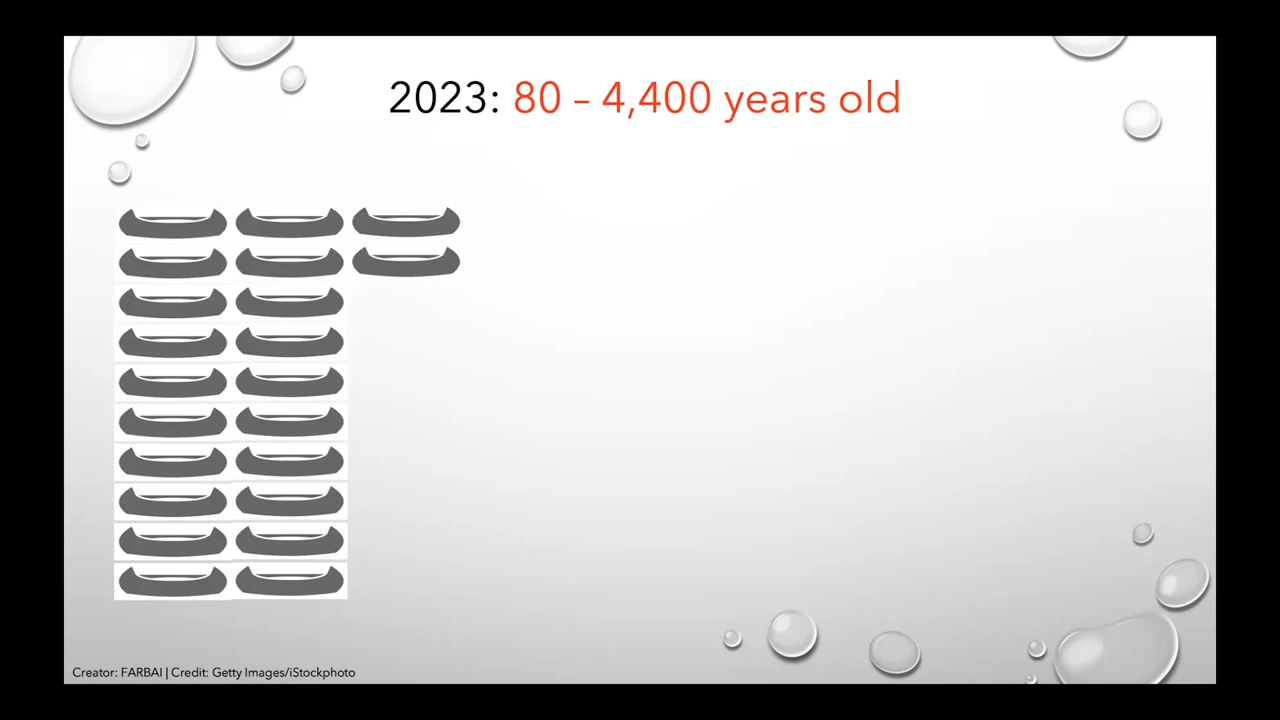 2023: 80 – 4,400 years old
Creator: FARBAI | Credit: Getty Images/iStockphoto